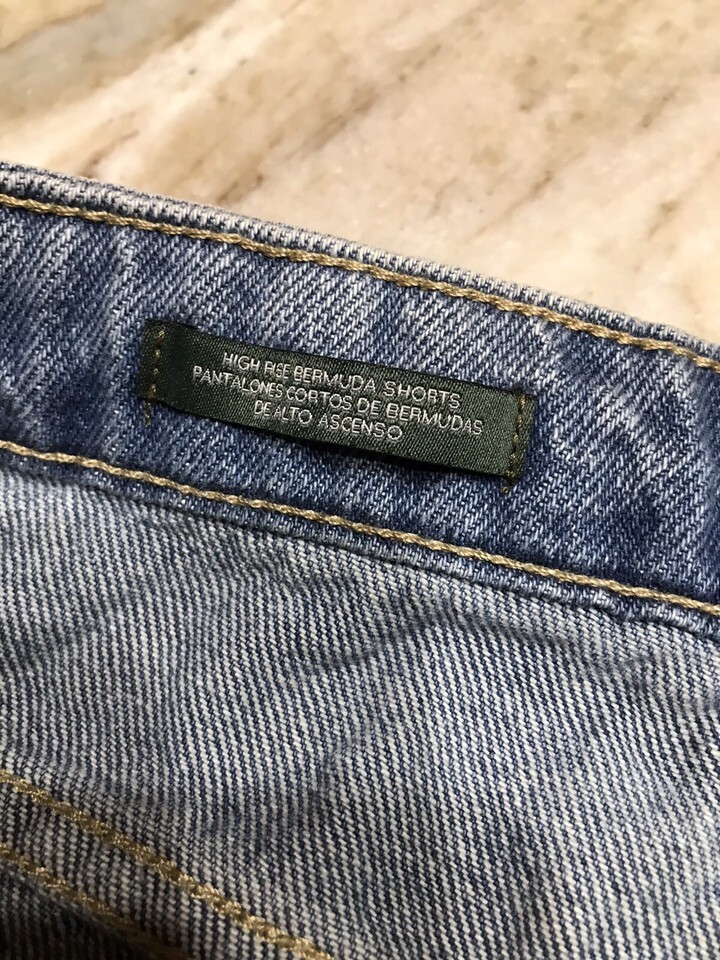 HIGH RISE BERMUDA SHORTS
PANTALONES CORTOS DE BERMUDAS
DE ALTO ASCENSO